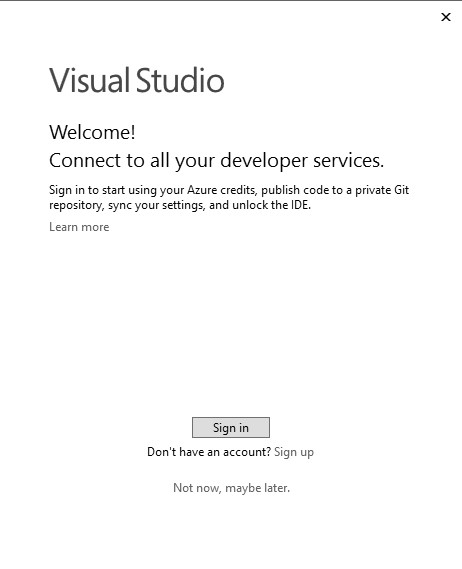 Visual Studio
Welcome!
Connect to all your developer services.
Sign in to start using your Azure credits, publish code to a private Git
repository, sync your settings, and unlock the IDE.
Learn more
Sign in
Don't have an account? Sign up
Not now, maybe later.